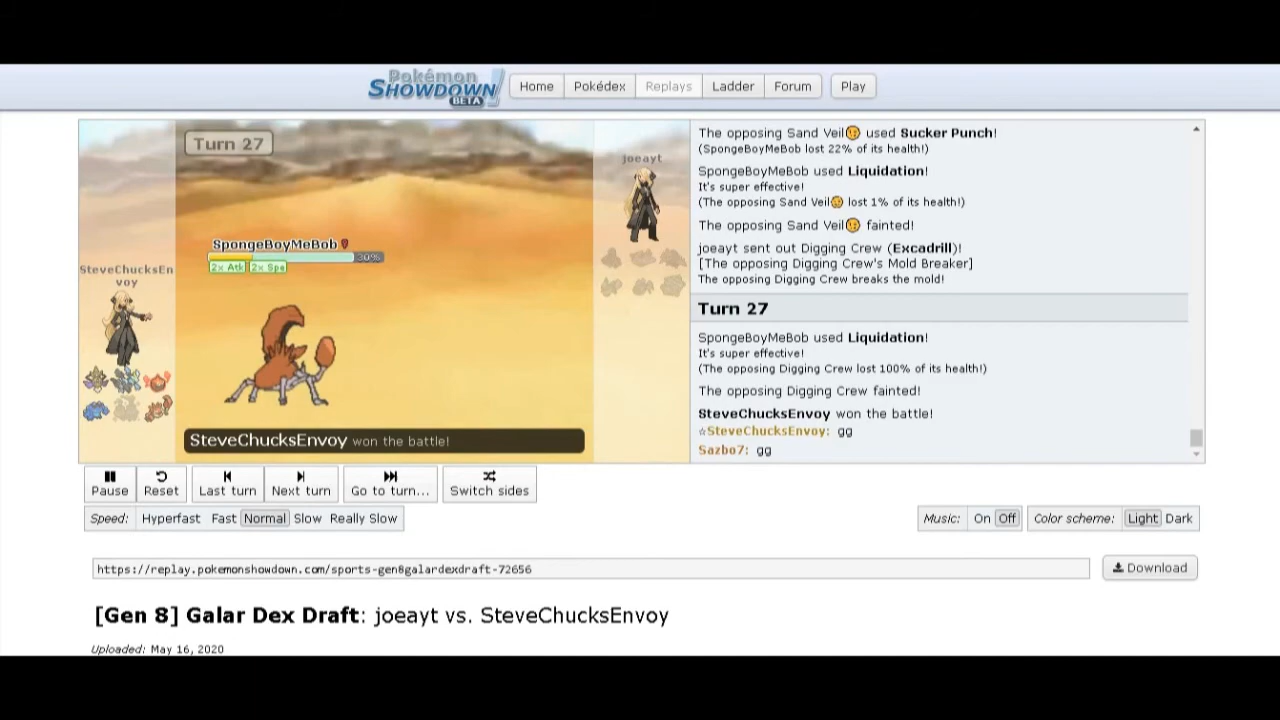 Pokémon
SHOWDOWN
BETA
Home
Pokédex
Replays
Ladder
Forum
Play
Turn 27
joeayt
SpongeBoyMeBob
30%
2x Atk
2x Spe
SteveChucksEn
voy
SteveChucksEnvoy won the battle!
The opposing Sand Veil used Sucker Punch!
(SpongeBoyMeBob lost 22% of its health!)
SpongeBoyMeBob used Liquidation!
It's super effective!
(The opposing Sand Veil lost 1% of its health!)
The opposing Sand Veil fainted!
joeayt sent out Digging Crew (Excadrill)!
[The opposing Digging Crew's Mold Breaker]
The opposing Digging Crew breaks the mold!
Turn 27
SpongeBoyMeBob used Liquidation!
It's super effective!
(The opposing Digging Crew lost 100% of its health!)
The opposing Digging Crew fainted!
SteveChucksEnvoy won the battle!
☆SteveChucksEnvoy: gg
Sazbo7: gg
Pause
Reset
Last turn
Next turn
Go to turn...
Switch sides
Speed: Hyperfast Fast Normal Slow Really Slow
Music: On Off
Color scheme: Light Dark
https://replay.pokemonshowdown.com/sports-gen8galardexdraft-72656
Download
[Gen 8] Galar Dex Draft: joeayt vs. SteveChucksEnvoy
Uploaded: May 16, 2020